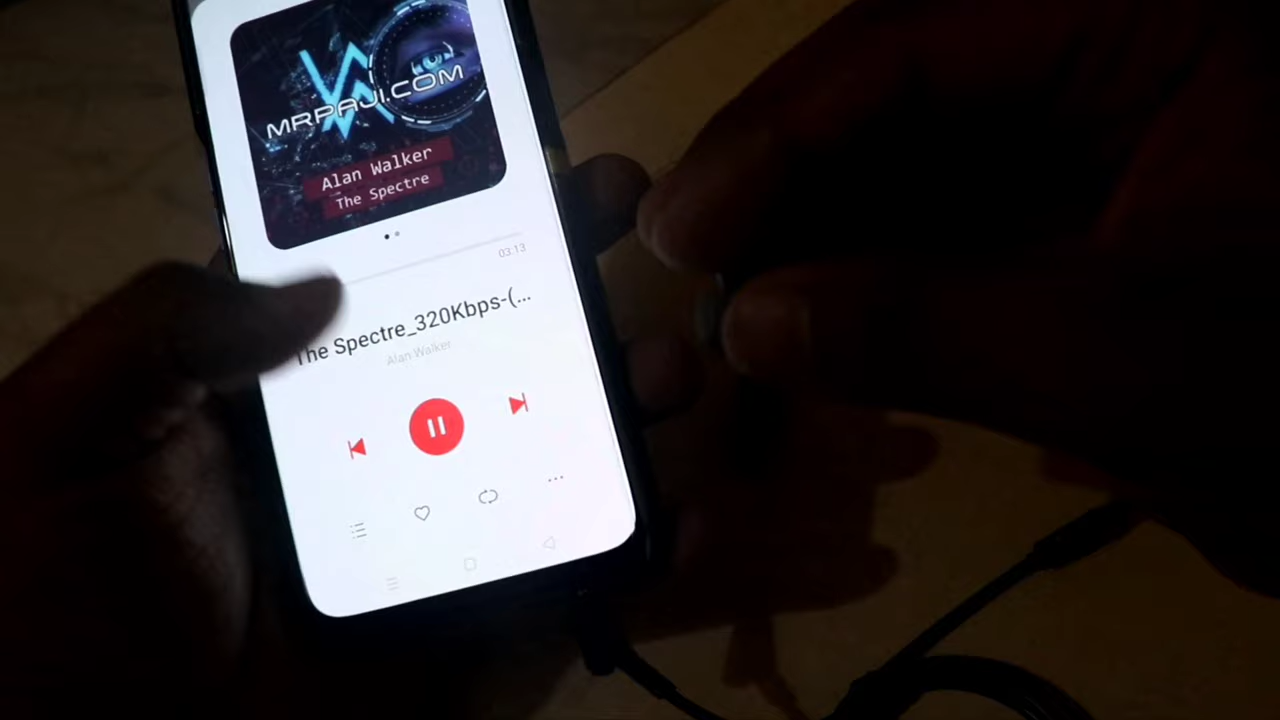 MRPAJI.COM
Alan Walker
The Spectre
03:13
The Spectre_320Kbps-(...
Alan Walker